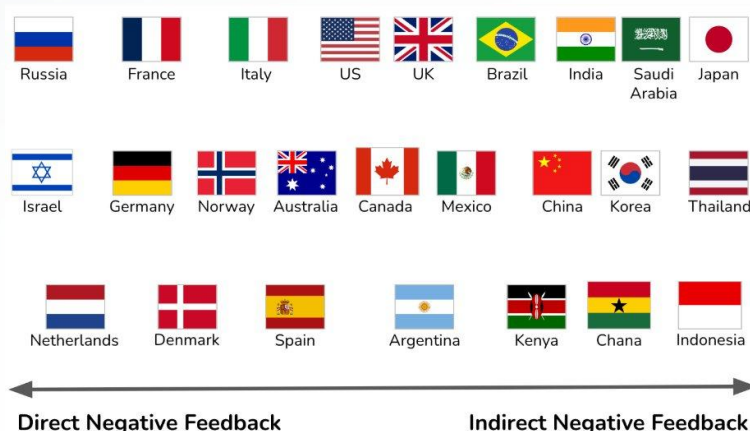 Russia France Italy US UK Brazil India Saudi Arabia Japan
Israel Germany Norway Australia Canada Mexico China Korea Thailand
Netherlands Denmark Spain Argentina Kenya Chana Indonesia
Direct Negative Feedback Indirect Negative Feedback